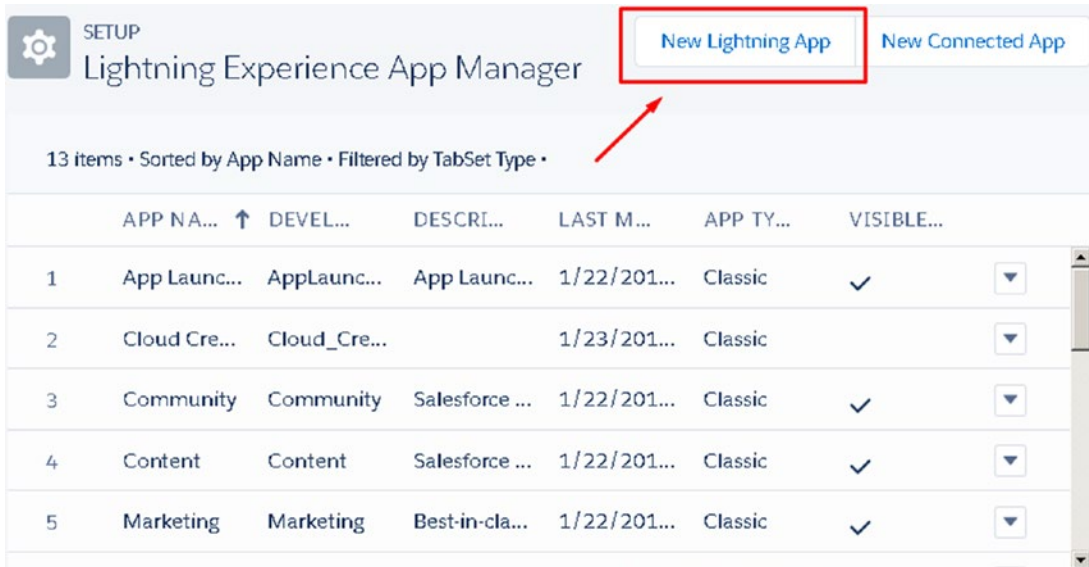 SETUP
Lightning Experience App Manager
New Lightning App New Connected App
13 items • Sorted by App Name • Filtered by TabSet Type •
APP NA... ↑ DEVEL... DESCRI... LAST M... APP TY... VISIBLE...
1 App Launc... AppLaunc... App Launc... 1/22/201... Classic ✓
2 Cloud Cre... Cloud_Cre... 1/23/201... Classic
3 Community Community Salesforce ... 1/22/201... Classic ✓
4 Content Content Salesforce ... 1/22/201... Classic ✓
5 Marketing Marketing Best-in-cla... 1/22/201... Classic ✓